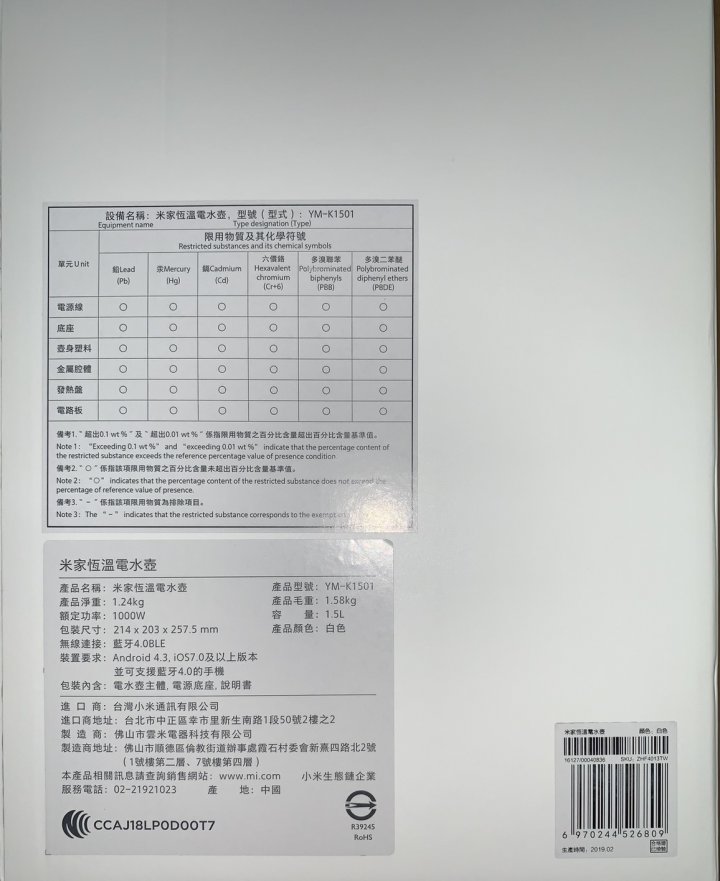 設備名稱：米家恆溫電水壺，型號（型式）：YM-K1501
Equipment name Type designation (Type)
單元Unit
限用物質及其化學符號
Restricted substances and its chemical symbols
鉛Lead (Pb)
汞Mercury (Hg)
鎘Cadmium (Cd)
六價鉻 Hexavalent chromium (Cr+6)
多溴聯苯 Polybrominated biphenyls (PBB)
多溴二苯醚 Polybrominated diphenyl ethers (PBDE)
電源線 ○ ○ ○ ○ ○ ○
底座 ○ ○ ○ ○ ○ ○
壺身塑料 ○ ○ ○ ○ ○ ○
金屬腔體 ○ ○ ○ ○ ○ ○
發熱盤 ○ ○ ○ ○ ○ ○
電路板 ○ ○ ○ ○ ○ ○
備考1."超出0.1 wt %"及"超出0.01 wt %"係指限用物質之百分比含量超出百分比含量基準值。
Note 1: "Exceeding 0.1 wt %" and "exceeding 0.01 wt %" indicate that the percentage content of
the restricted substance exceeds the reference percentage value of presence condition.
備考2."○"係指該項限用物質之百分比含量未超出百分比含量基準值。
Note 2: "○" indicates that the percentage content of the restricted substance does not exceed the
percentage of reference value of presence.
備考3."－"係指該項限用物質為排除項目。
Note 3: The "－" indicates that the restricted substance corresponds to the exemption
米家恆溫電水壺
產品名稱：米家恆溫電水壺 產品型號：YM-K1501
產品淨重：1.24kg 產品毛重：1.58kg
額定功率：1000W 容 量：1.5L
包裝尺寸：214 x 203 x 257.5 mm 產品顏色：白色
無線連接：藍牙4.0BLE
裝置要求：Android 4.3, iOS7.0及以上版本
並可支援藍牙4.0的手機
包裝內含：電水壺主體, 電源底座, 說明書
進 口 商：台灣小米通訊有限公司
進口商地址：台北市中正區幸市里新生南路1段50號2樓之2
製 造 商：佛山市雲米電器科技有限公司
製造商地址：佛山市順德區倫教街道辦事處霞石村委會新熹四路北2號
（1號樓第二層、7號樓第四層）
本產品相關訊息請查詢銷售網站：www.mi.com 小米生態鏈企業
服務電話：02-21921023 產 地：中國
CCAJ18LP0D00T7
R39245
RoHS
米家恆溫電水壺 顏色：白色
16127/00040836 SKU：ZHF4013TW
6 970244 526809
生產時間：2019.02
合格證
已檢驗